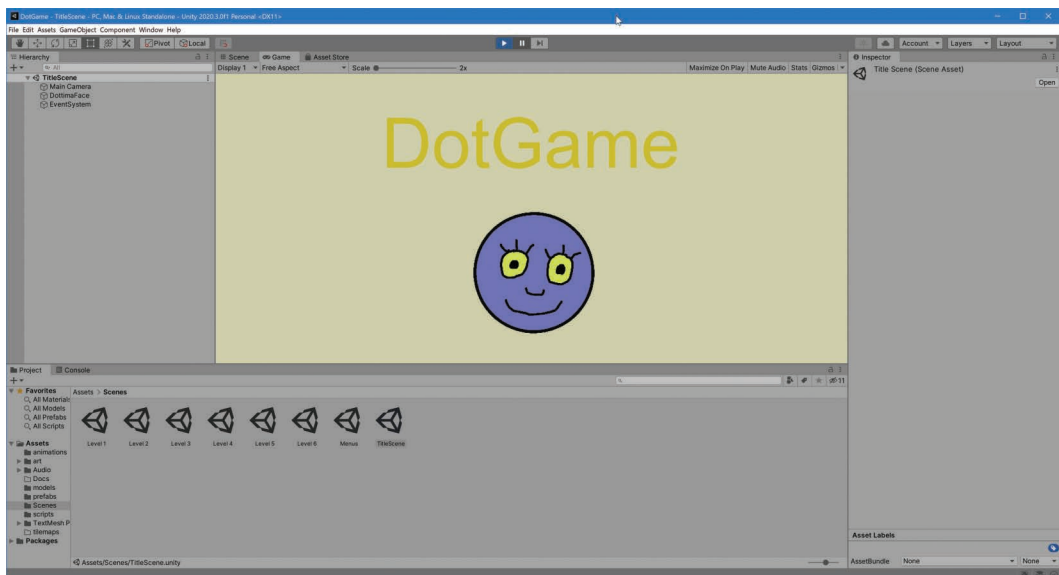 DotGame - TitleScene - PC, Mac & Linux Standalone - Unity 2020.3.0f1 Personal <DX11>
File Edit Assets GameObject Component Window Help
Pivot Local
Account Layers Layout
Hierarchy
All
TitleScene
Main Camera
DottimaFace
EventSystem
Scene Game Asset Store
Display 1 Free Aspect Scale 2x Maximize On Play Mute Audio Stats Gizmos
DotGame
Inspector
Title Scene (Scene Asset)
Open
Project Console
11
Favorites
All Materials
All Models
All Prefabs
All Scripts
Assets
animations
art
Audio
Docs
models
prefabs
Scenes
scripts
TextMesh P
tilemaps
Packages
Assets > Scenes
Level 1 Level 2 Level 3 Level 4 Level 5 Level 6 Menus TitleScene
Assets/Scenes/TitleScene.unity
Asset Labels
AssetBundle None None